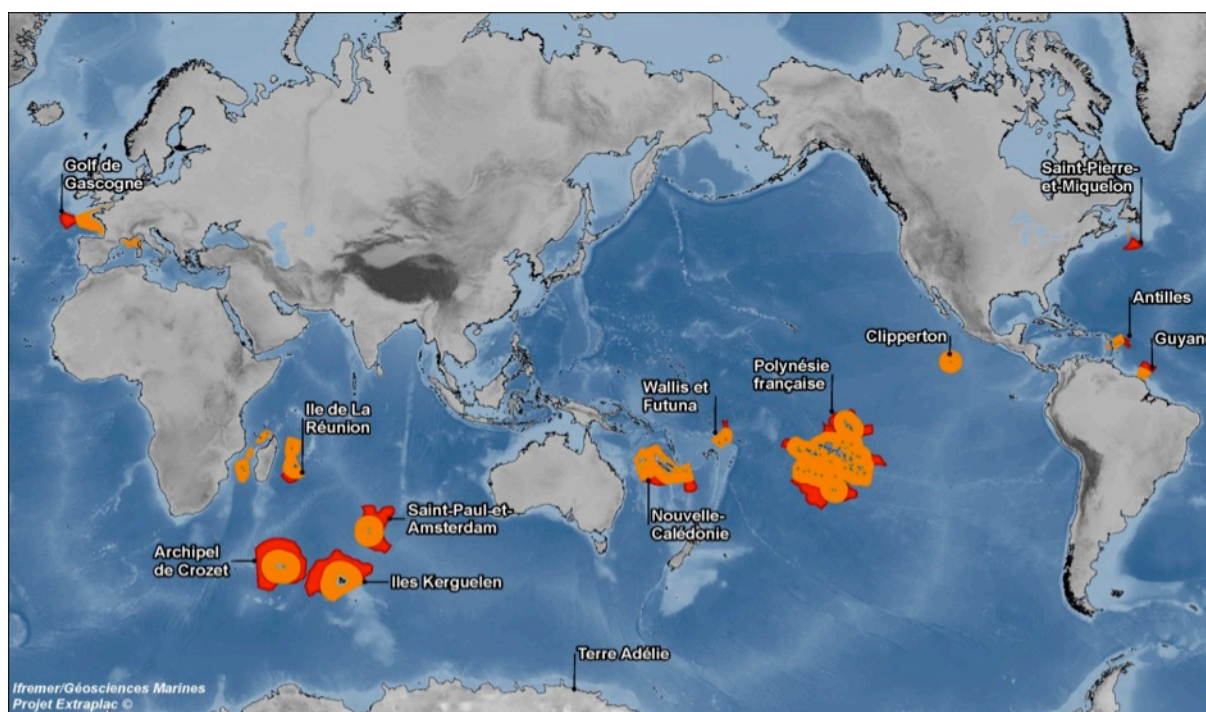 Golf de
Gascogne
Saint-Pierre-
et-Miquelon
Antilles
Guyane
Clipperton
Polynésie
française
Wallis et
Futuna
Ile de La
Réunion
Nouvelle-
Calédonie
Saint-Paul-et-
Amsterdam
Archipel
de Crozet
Iles Kerguelen
Terre Adélie
Ifremer/Géosciences Marines
Projet Extraplac ©